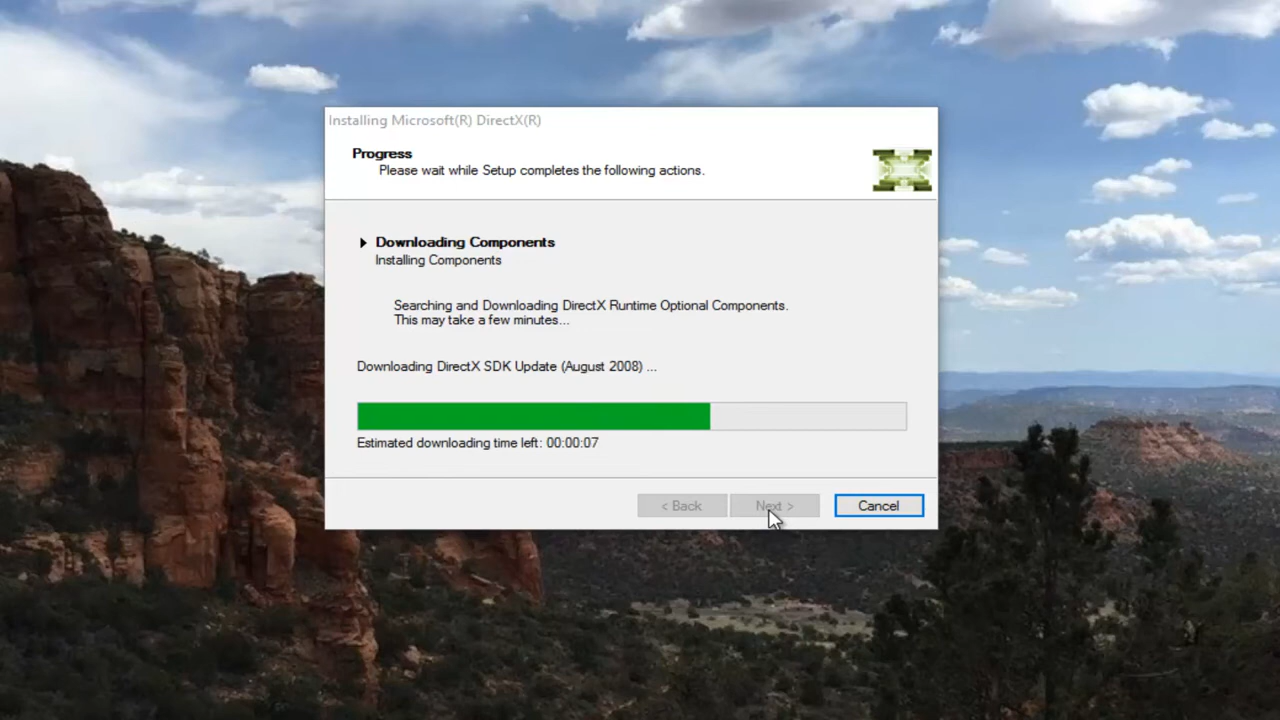 Installing Microsoft(R) DirectX(R)
Progress
Please wait while Setup completes the following actions.
Downloading Components
Installing Components
Searching and Downloading DirectX Runtime Optional Components.
This may take a few minutes...
Downloading DirectX SDK Update (August 2008) ...
Estimated downloading time left: 00:00:07
< Back
Next >
Cancel